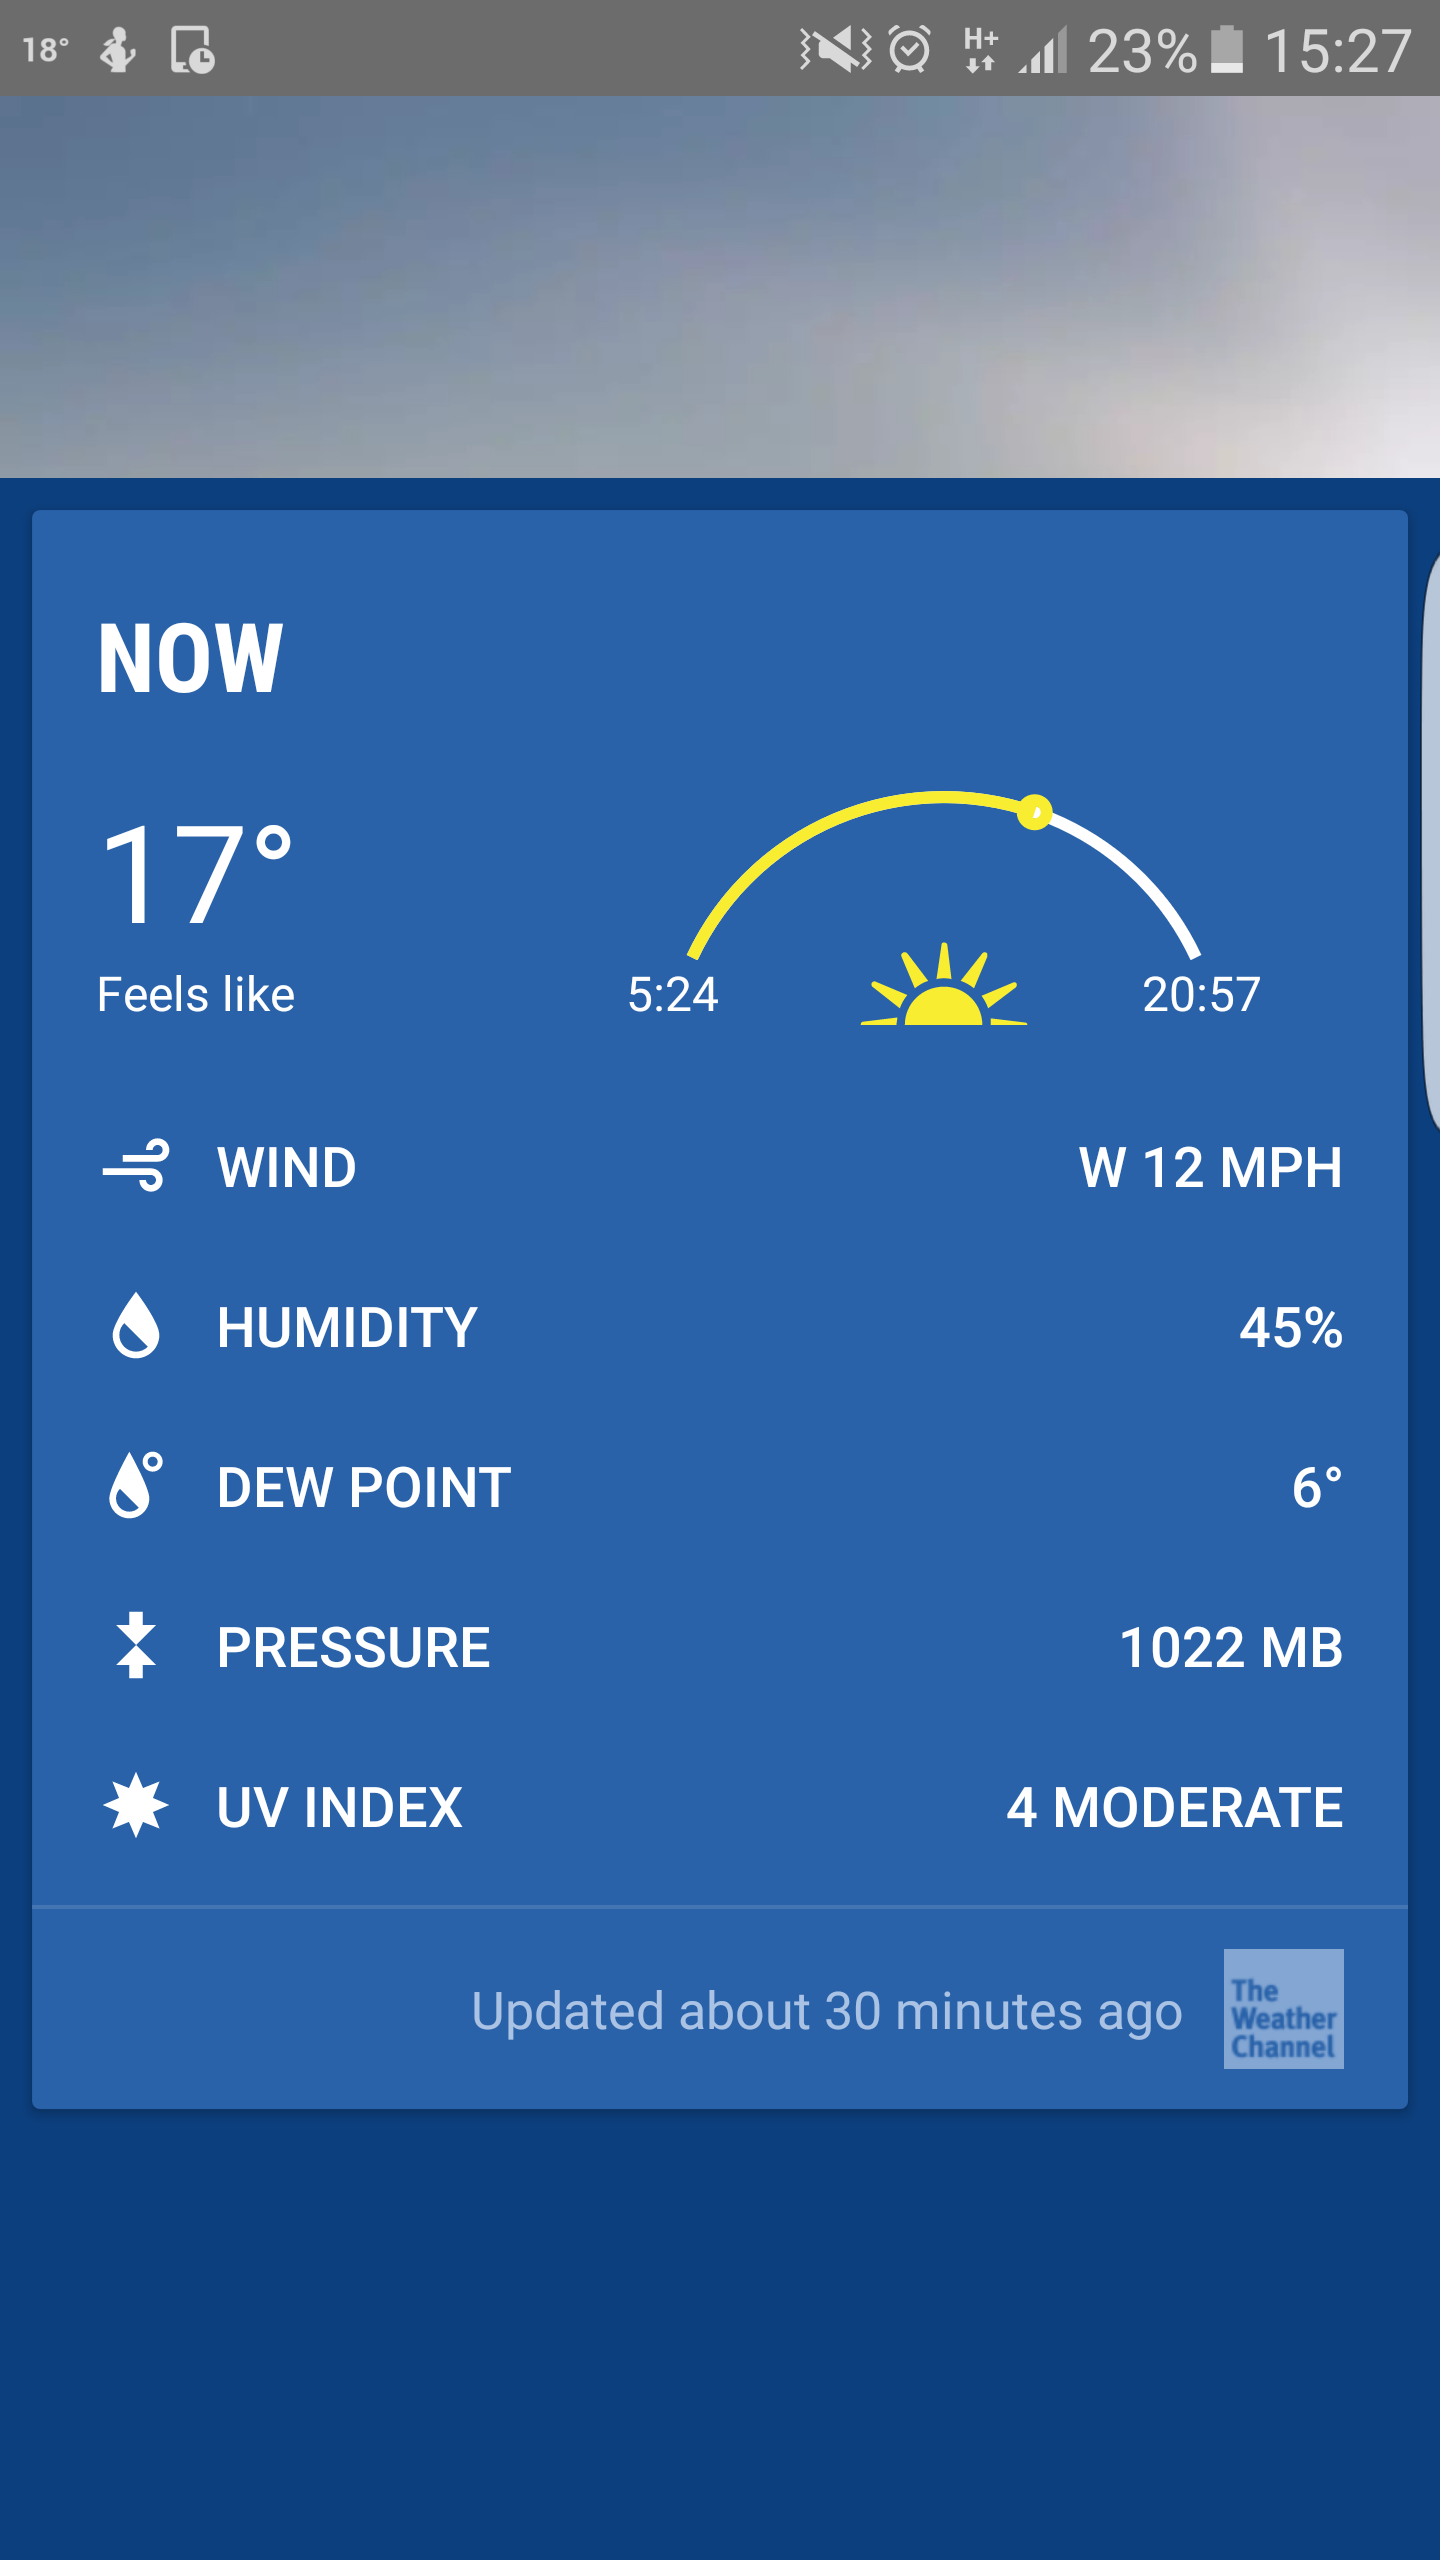 18° H+ 23% 15:27
NOW
17°
Feels like
5:24 20:57
WIND W 12 MPH
HUMIDITY 45%
DEW POINT 6°
PRESSURE 1022 MB
UV INDEX 4 MODERATE
Updated about 30 minutes ago
The
Weather
Channel